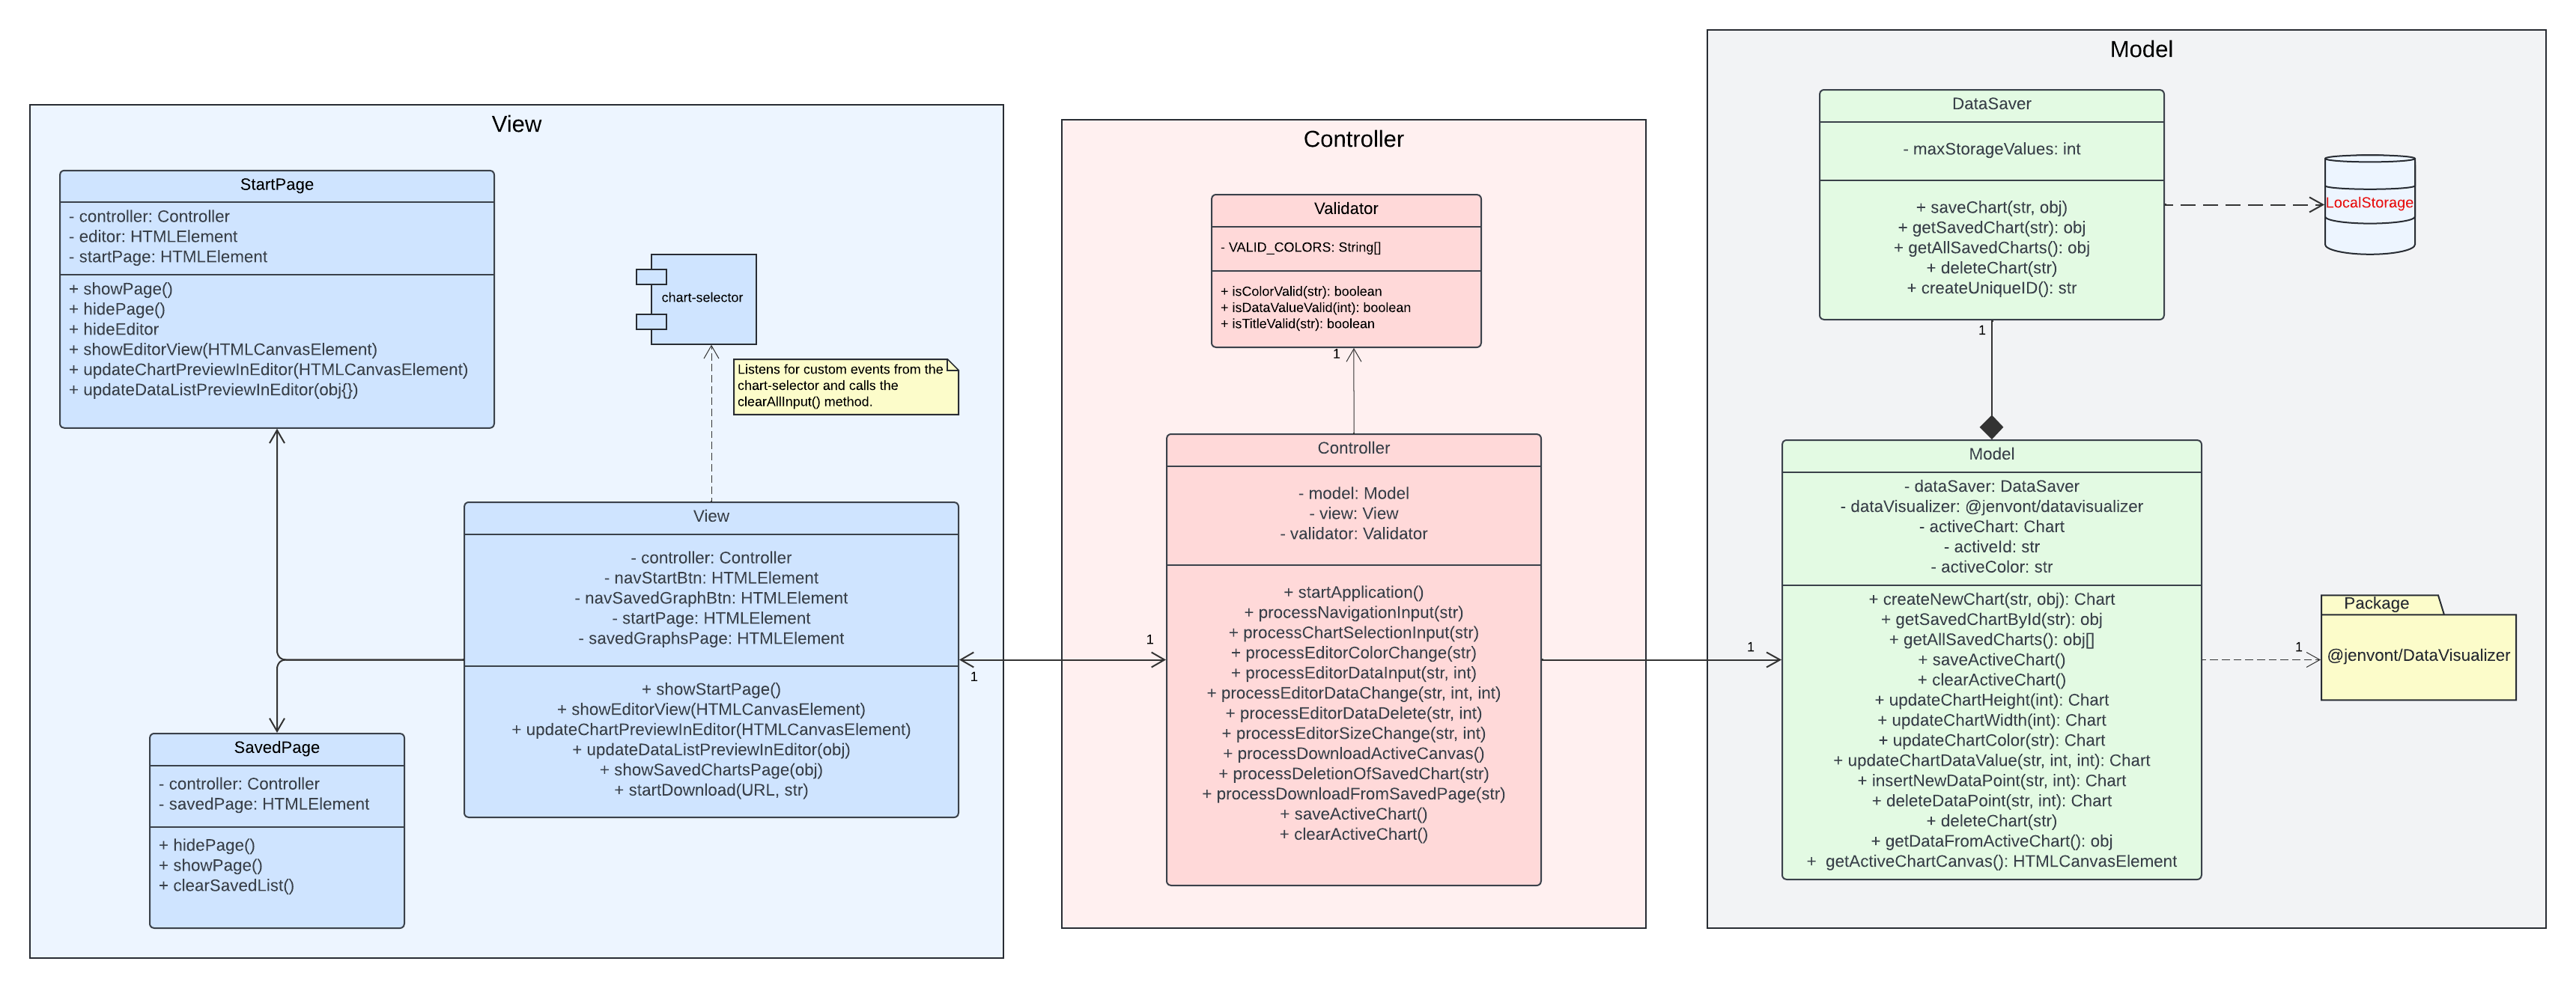 View
StartPage
- controller: Controller
- editor: HTMLElement
- startPage: HTMLElement
+ showPage()
+ hidePage()
+ hideEditor
+ showEditorView(HTMLCanvasElement)
+ updateChartPreviewInEditor(HTMLCanvasElement)
+ updateDataListPreviewInEditor(obj{})
chart-selector
Listens for custom events from the
chart-selector and calls the
clearAllInput() method.
View
- controller: Controller
- navStartBtn: HTMLElement
- navSavedGraphBtn: HTMLElement
- startPage: HTMLElement
- savedGraphsPage: HTMLElement
+ showStartPage()
+ showEditorView(HTMLCanvasElement)
+ updateChartPreviewInEditor(HTMLCanvasElement)
+ updateDataListPreviewInEditor(obj)
+ showSavedChartsPage(obj)
+ startDownload(URL, str)
SavedPage
- controller: Controller
- savedPage: HTMLElement
+ hidePage()
+ showPage()
+ clearSavedList()
1
1
Controller
Validator
- VALID_COLORS: String[]
+ isColorValid(str): boolean
+ isDataValueValid(int): boolean
+ isTitleValid(str): boolean
1
Controller
- model: Model
- view: View
- validator: Validator
+ startApplication()
+ processNavigationInput(str)
+ processChartSelectionInput(str)
+ processEditorColorChange(str)
+ processEditorDataInput(str, int)
+ processEditorDataChange(str, int, int)
+ processEditorDataDelete(str, int)
+ processEditorSizeChange(str, int)
+ processDownloadActiveCanvas()
+ processDeletionOfSavedChart(str)
+ processDownloadFromSavedPage(str)
+ saveActiveChart()
+ clearActiveChart()
1
Model
DataSaver
- maxStorageValues: int
+ saveChart(str, obj)
+ getSavedChart(str): obj
+ getAllSavedCharts(): obj
+ deleteChart(str)
+ createUniqueID(): str
LocalStorage
1
Model
- dataSaver: DataSaver
- dataVisualizer: @jenvont/datavisualizer
- activeChart: Chart
- activeId: str
- activeColor: str
+ createNewChart(str, obj): Chart
+ getSavedChartById(str): obj
+ getAllSavedCharts(): obj[]
+ saveActiveChart()
+ clearActiveChart()
+ updateChartHeight(int): Chart
+ updateChartWidth(int): Chart
+ updateChartColor(str): Chart
+ updateChartDataValue(str, int, int): Chart
+ insertNewDataPoint(str, int): Chart
+ deleteDataPoint(str, int): Chart
+ deleteChart(str)
+ getDataFromActiveChart(): obj
+  getActiveChartCanvas(): HTMLCanvasElement
1
Package
@jenvont/DataVisualizer